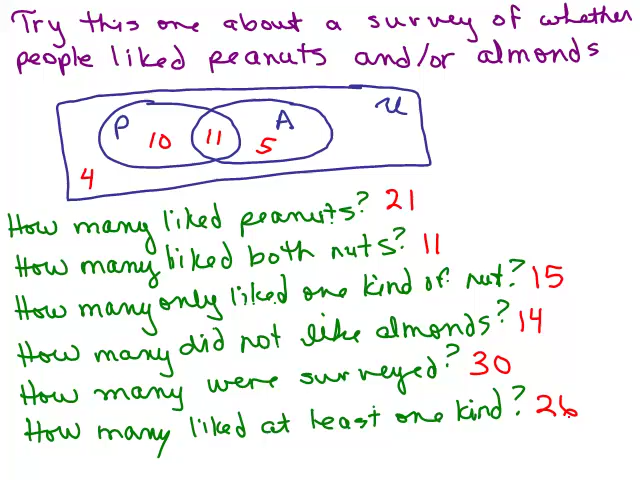 Try this one about a survey of whether
people liked peanuts and/or almonds
U
P A
10 11 5
4
How many liked peanuts? 21
How many liked both nuts? 11
How many only liked one kind of nut? 15
How many did not like almonds? 14
How many were surveyed? 30
How many liked at least one kind? 26